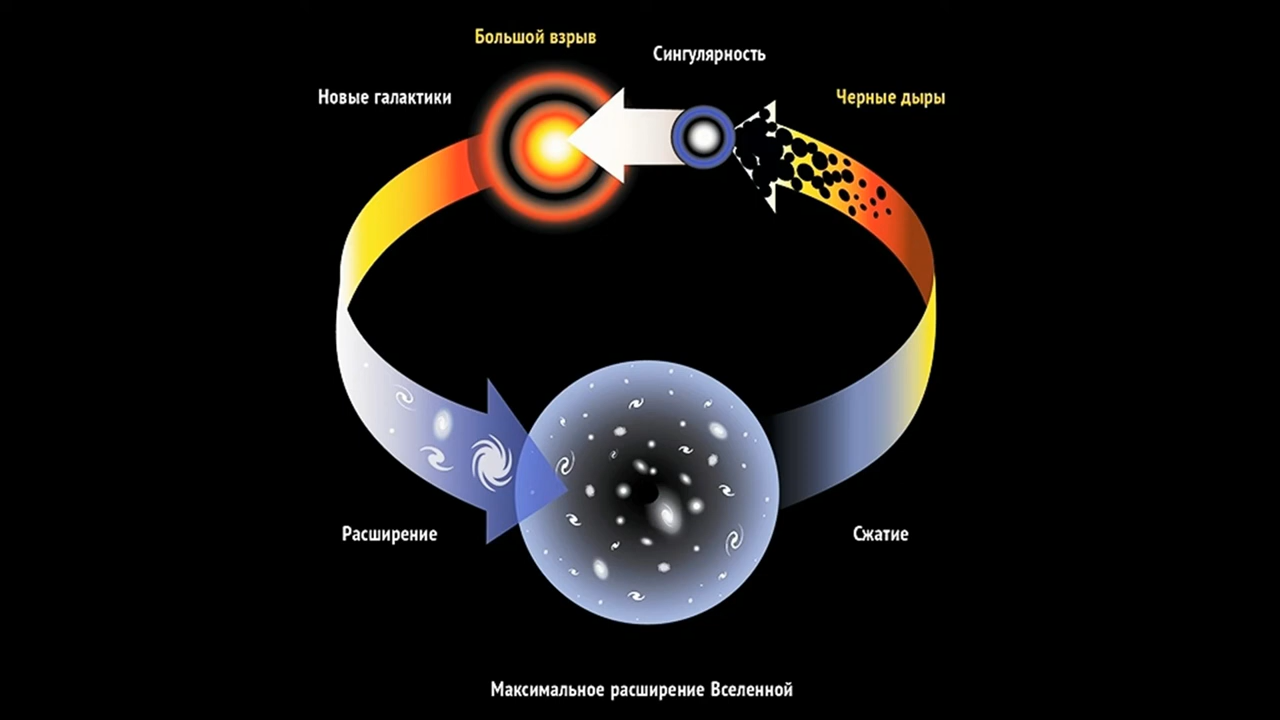 Большой взрыв
Сингулярность
Новые галактики
Черные дыры
Расширение
Сжатие
Максимальное расширение Вселенной